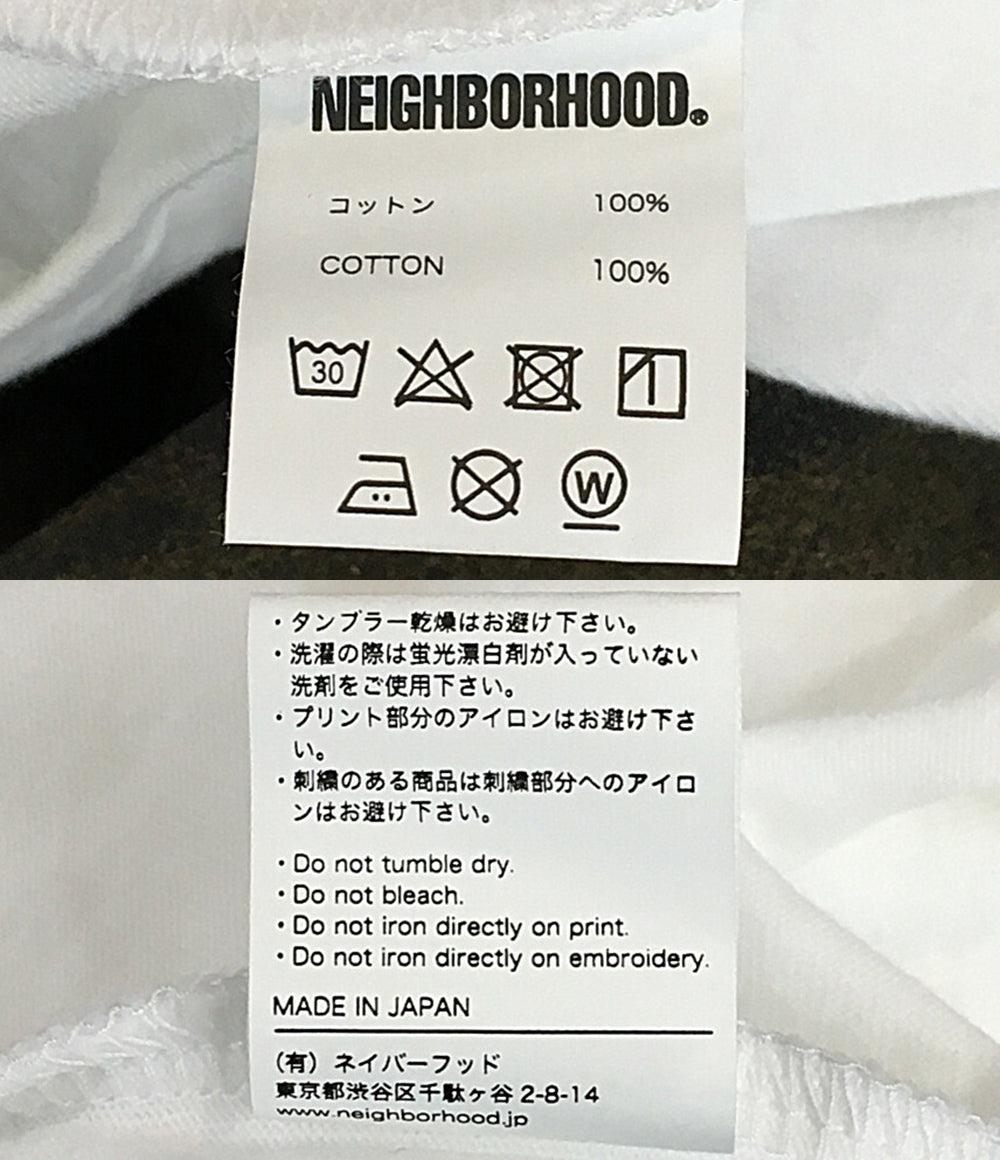 NEIGHBORHOOD®
コットン 100%
COTTON 100%
30
W
・タンブラー乾燥はお避け下さい。
・洗濯の際は蛍光漂白剤が入っていない
洗剤をご使用下さい。
・プリント部分のアイロンはお避け下さ
い。
・刺繍のある商品は刺繍部分へのアイロ
ンはお避け下さい。
・Do not tumble dry.
・Do not bleach.
・Do not iron directly on print.
・Do not iron directly on embroidery.
MADE IN JAPAN
(有) ネイバーフッド
東京都渋谷区千駄ヶ谷 2-8-14
www.neighborhood.jp